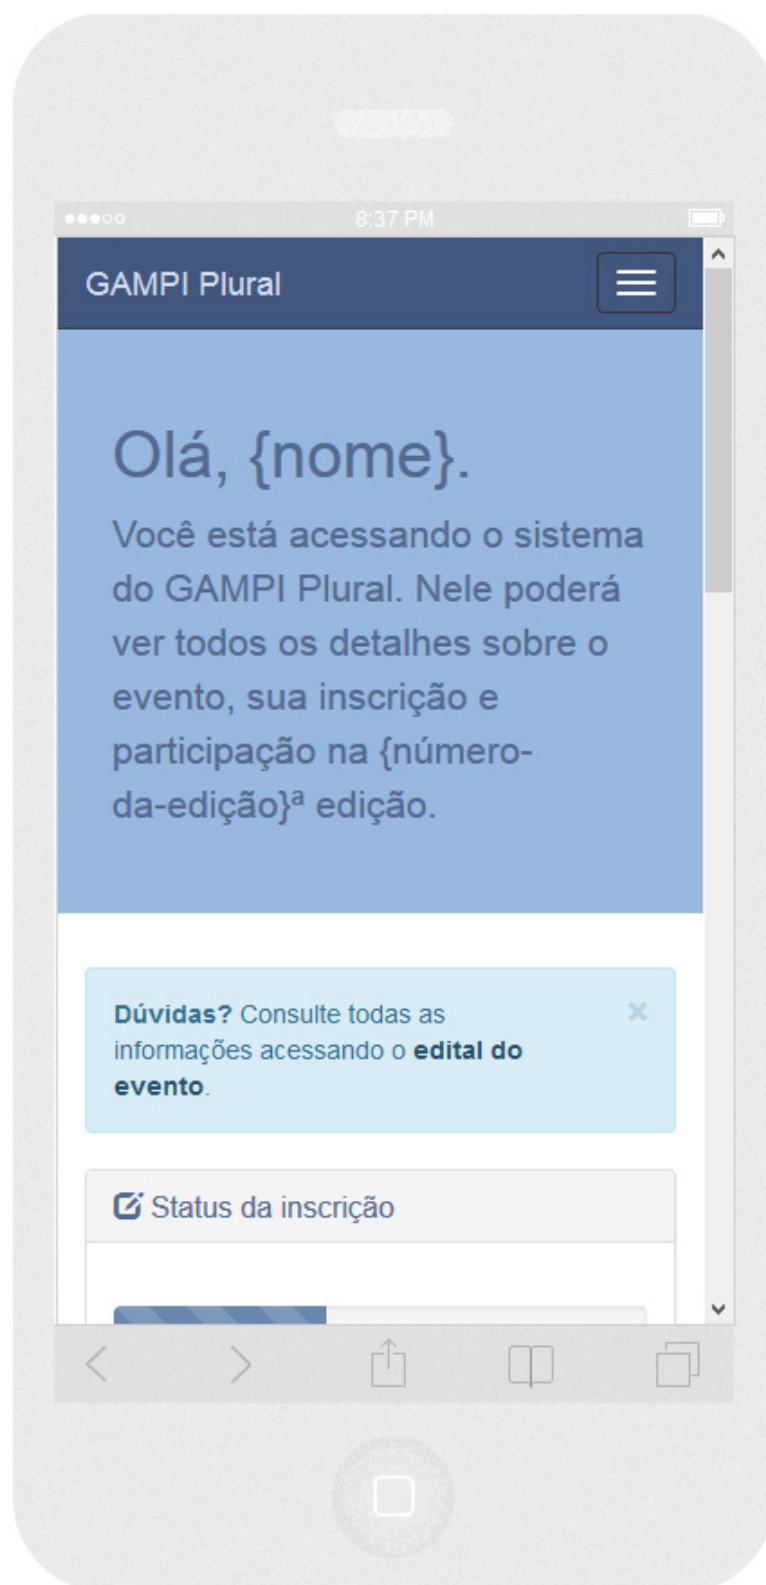 8:37 PM
GAMPI Plural
Olá, {nome}.
Você está acessando o sistema
do GAMPI Plural. Nele poderá
ver todos os detalhes sobre o
evento, sua inscrição e
participação na {número-
da-edição}ª edição.
Dúvidas? Consulte todas as
informações acessando o edital do
evento.
Status da inscrição